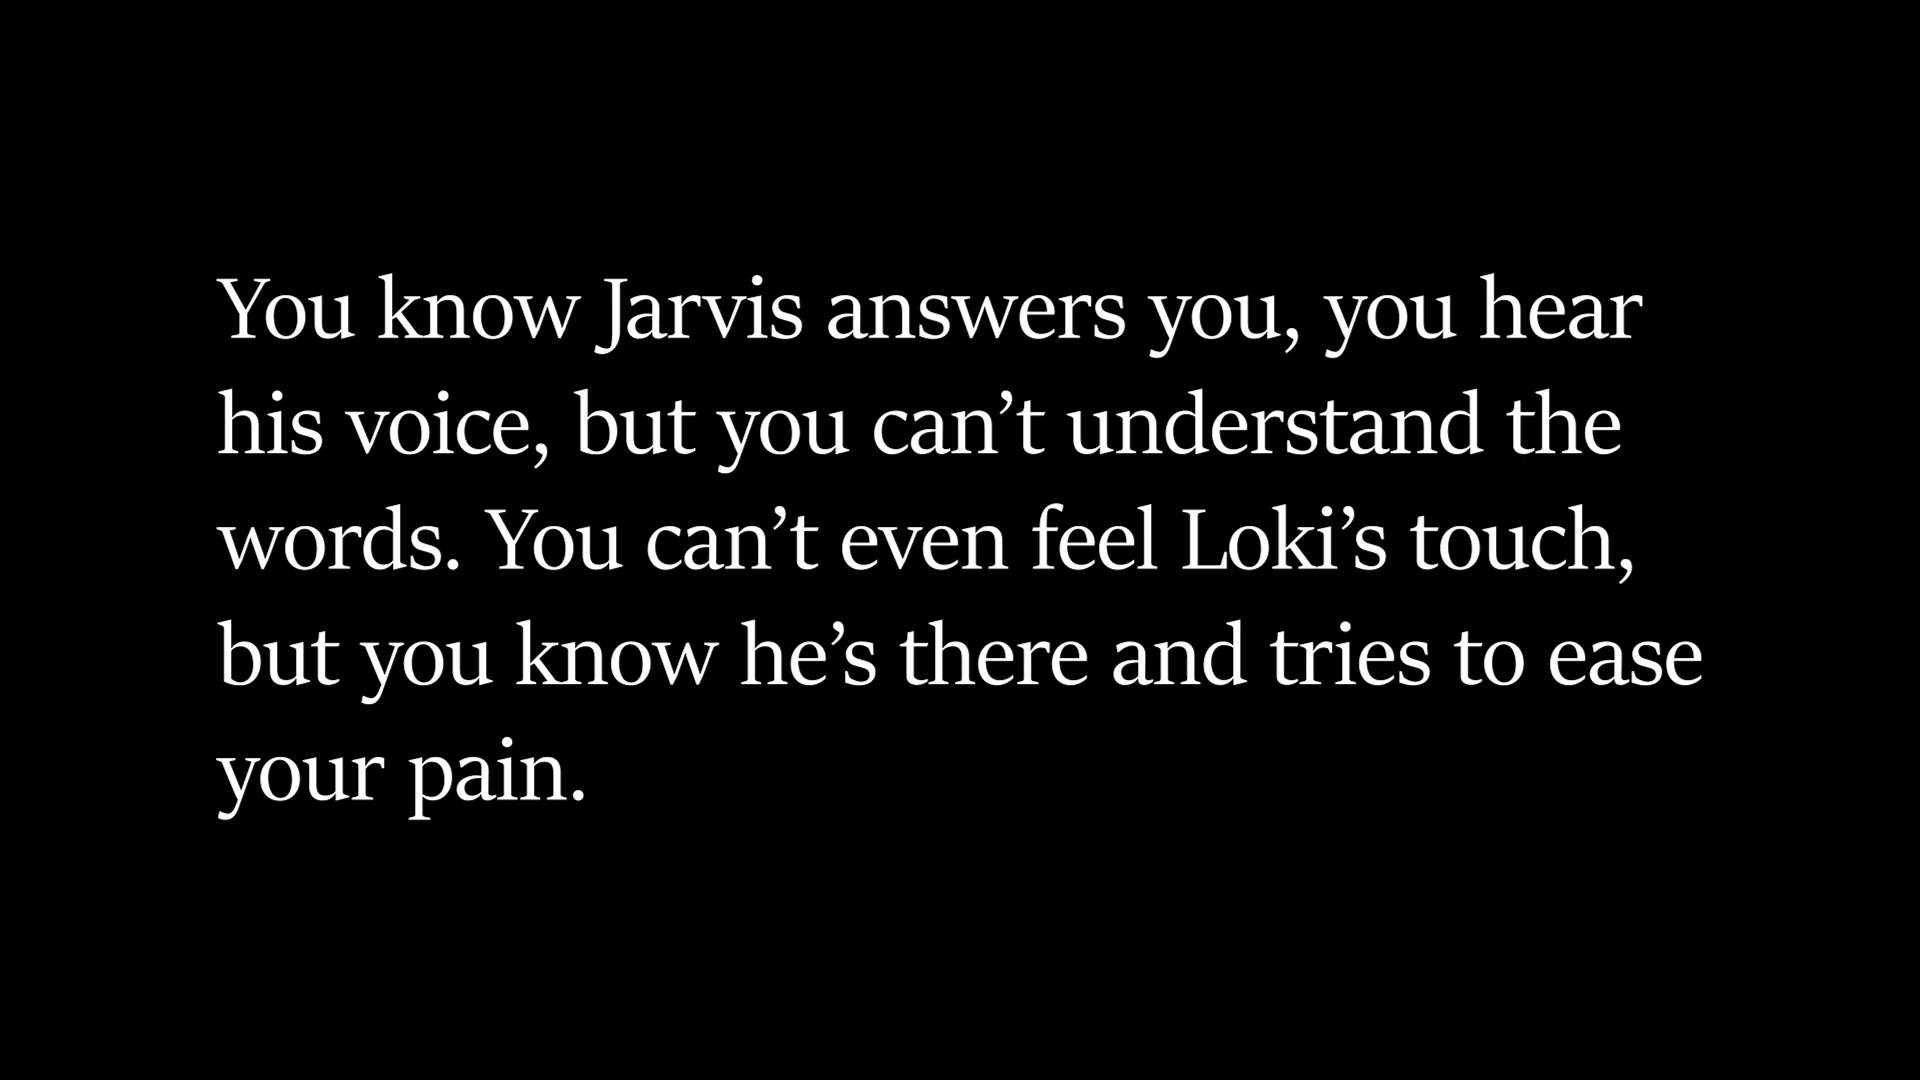 You know Jarvis answers you, you hear
his voice, but you can’t understand the
words. You can’t even feel Loki’s touch,
but you know he’s there and tries to ease
your pain.